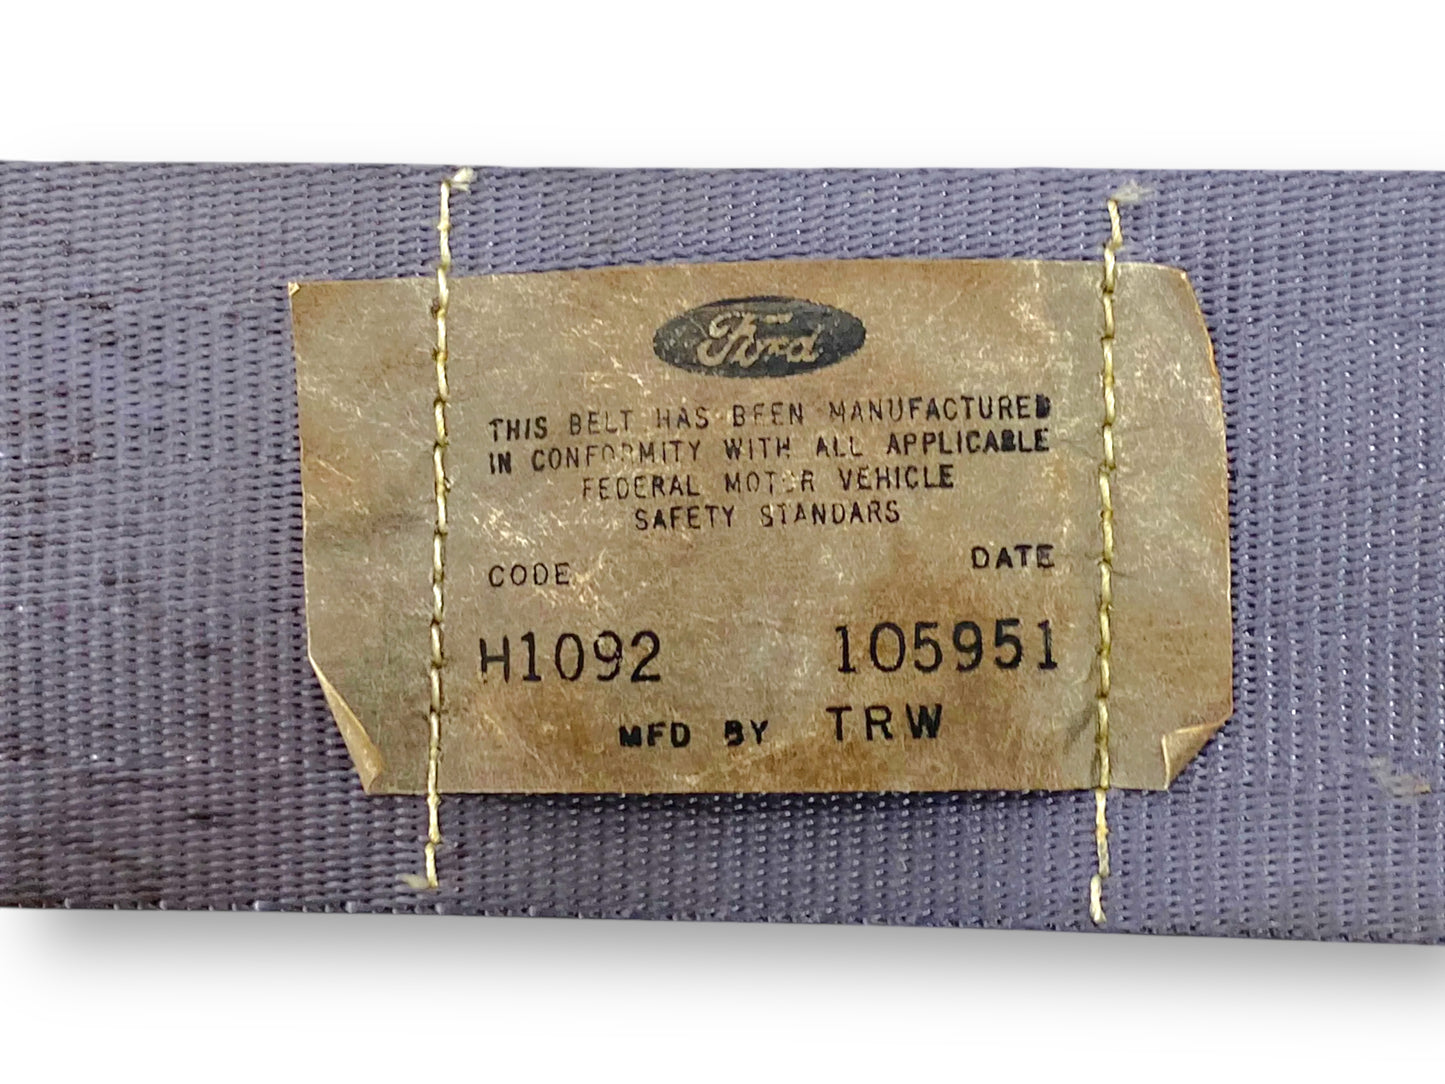 Ford
THIS BELT HAS BEEN MANUFACTURED
IN CONFORMITY WITH ALL APPLICABLE
FEDERAL MOTOR VEHICLE
SAFETY STANDARS
CODE DATE
H1092 105951
MFD BY TRW